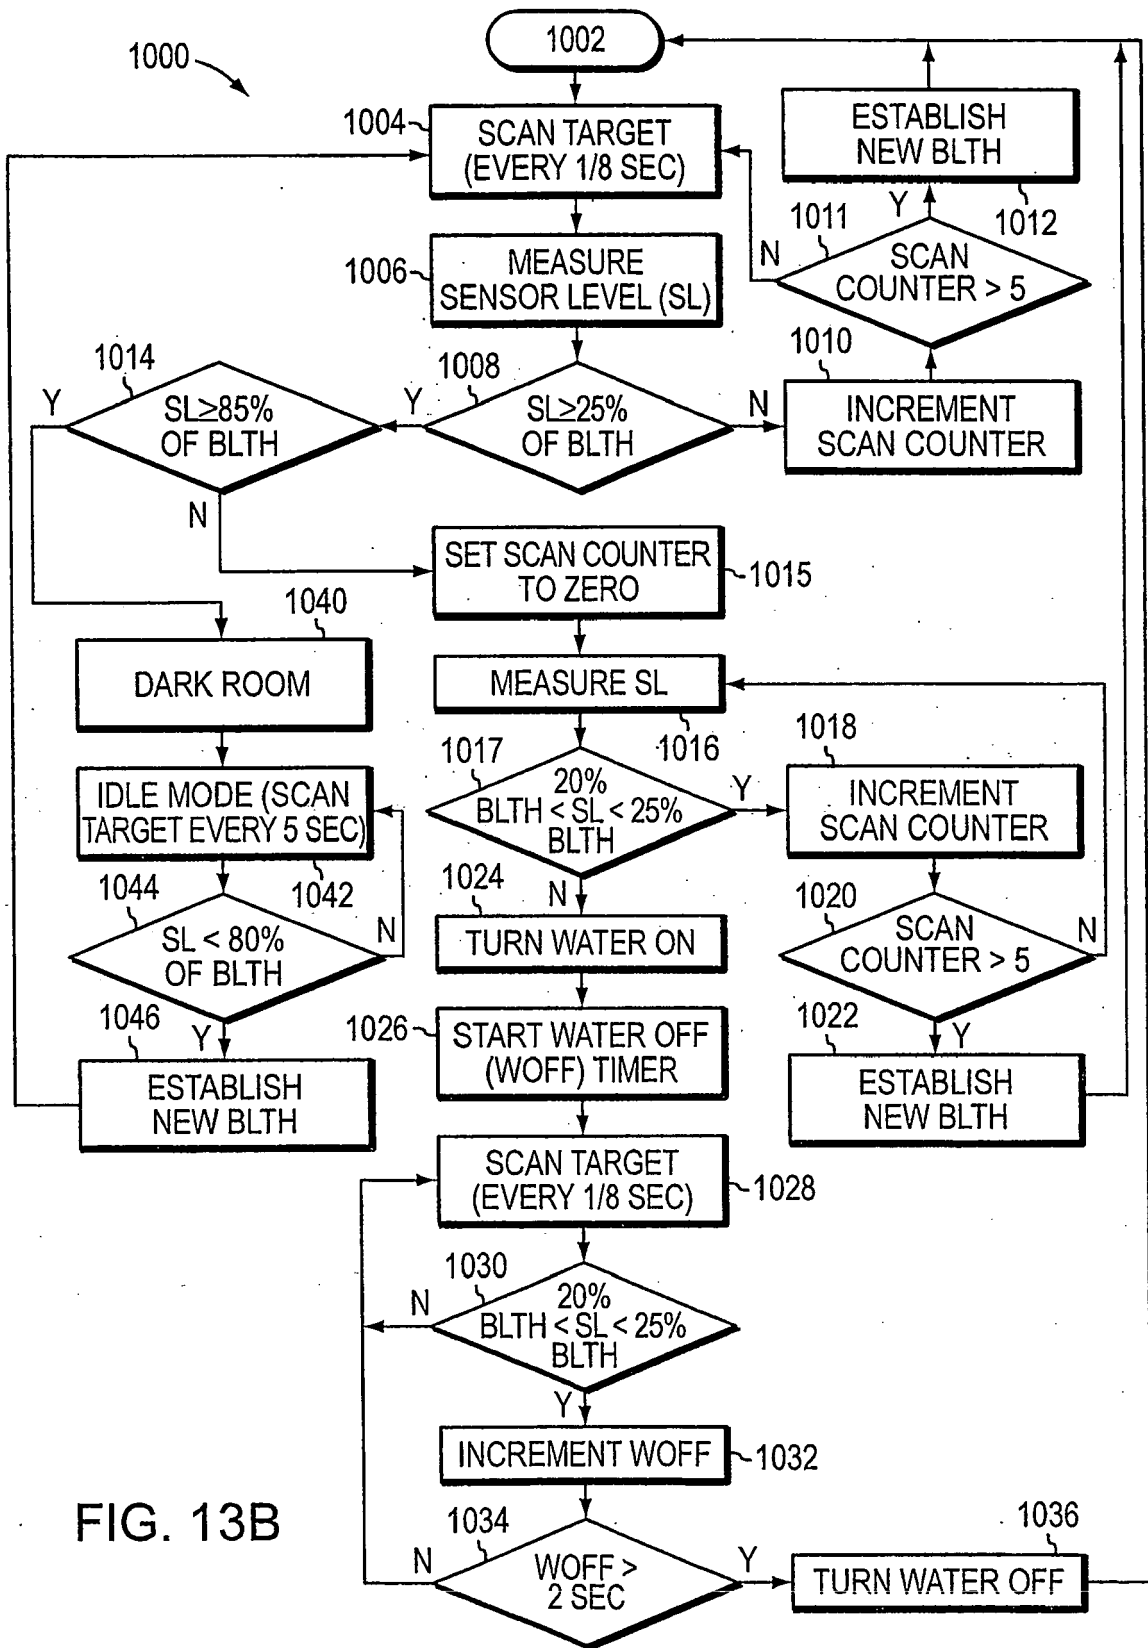 1002
1000
1004
SCAN TARGET
(EVERY 1/8 SEC)
ESTABLISH
NEW BLTH
1012
Y
1011
N
SCAN
COUNTER > 5
1006
MEASURE
SENSOR LEVEL (SL)
1010
INCREMENT
SCAN COUNTER
1014
Y
SL≥85%
OF BLTH
N
1008
Y
SL≥25%
OF BLTH
N
SET SCAN COUNTER
TO ZERO
1015
1040
DARK ROOM
MEASURE SL
1016
1017
20%
BLTH < SL < 25%
BLTH
Y
N
1018
INCREMENT
SCAN COUNTER
IDLE MODE (SCAN
TARGET EVERY 5 SEC)
1042
1044
SL < 80%
OF BLTH
N
Y
1024
TURN WATER ON
1020
SCAN
COUNTER > 5
N
Y
1046
ESTABLISH
NEW BLTH
1026
START WATER OFF
(WOFF) TIMER
1022
ESTABLISH
NEW BLTH
SCAN TARGET
(EVERY 1/8 SEC)
1028
1030
N
20%
BLTH < SL < 25%
BLTH
Y
INCREMENT WOFF
1032
FIG. 13B
1034
N
WOFF >
2 SEC
Y
1036
TURN WATER OFF